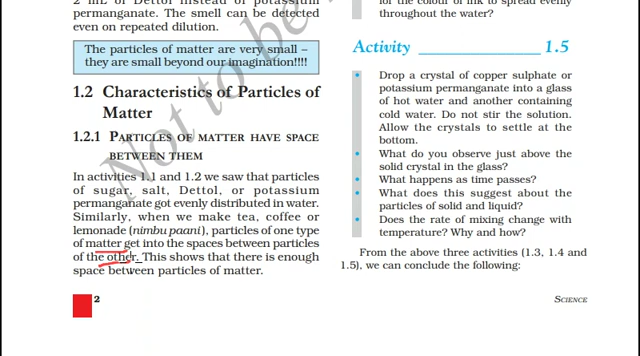 2 mL of Dettol instead of potassium
permanganate. The smell can be detected
even on repeated dilution.
The particles of matter are very small –
they are small beyond our imagination!!!!
1.2 Characteristics of Particles of
Matter
1.2.1 PARTICLES OF MATTER HAVE SPACE
BETWEEN THEM
In activities 1.1 and 1.2 we saw that particles
of sugar, salt, Dettol, or potassium
permanganate got evenly distributed in water.
Similarly, when we make tea, coffee or
lemonade (nimbu paani), particles of one type
of matter get into the spaces between particles
of the other. This shows that there is enough
space between particles of matter.
2
for the colour of ink to spread evenly
throughout the water?
Activity 1.5
• Drop a crystal of copper sulphate or
potassium permanganate into a glass
of hot water and another containing
cold water. Do not stir the solution.
Allow the crystals to settle at the
bottom.
• What do you observe just above the
solid crystal in the glass?
• What happens as time passes?
• What does this suggest about the
particles of solid and liquid?
• Does the rate of mixing change with
temperature? Why and how?
From the above three activities (1.3, 1.4 and
1.5), we can conclude the following:
SCIENCE
Not to be